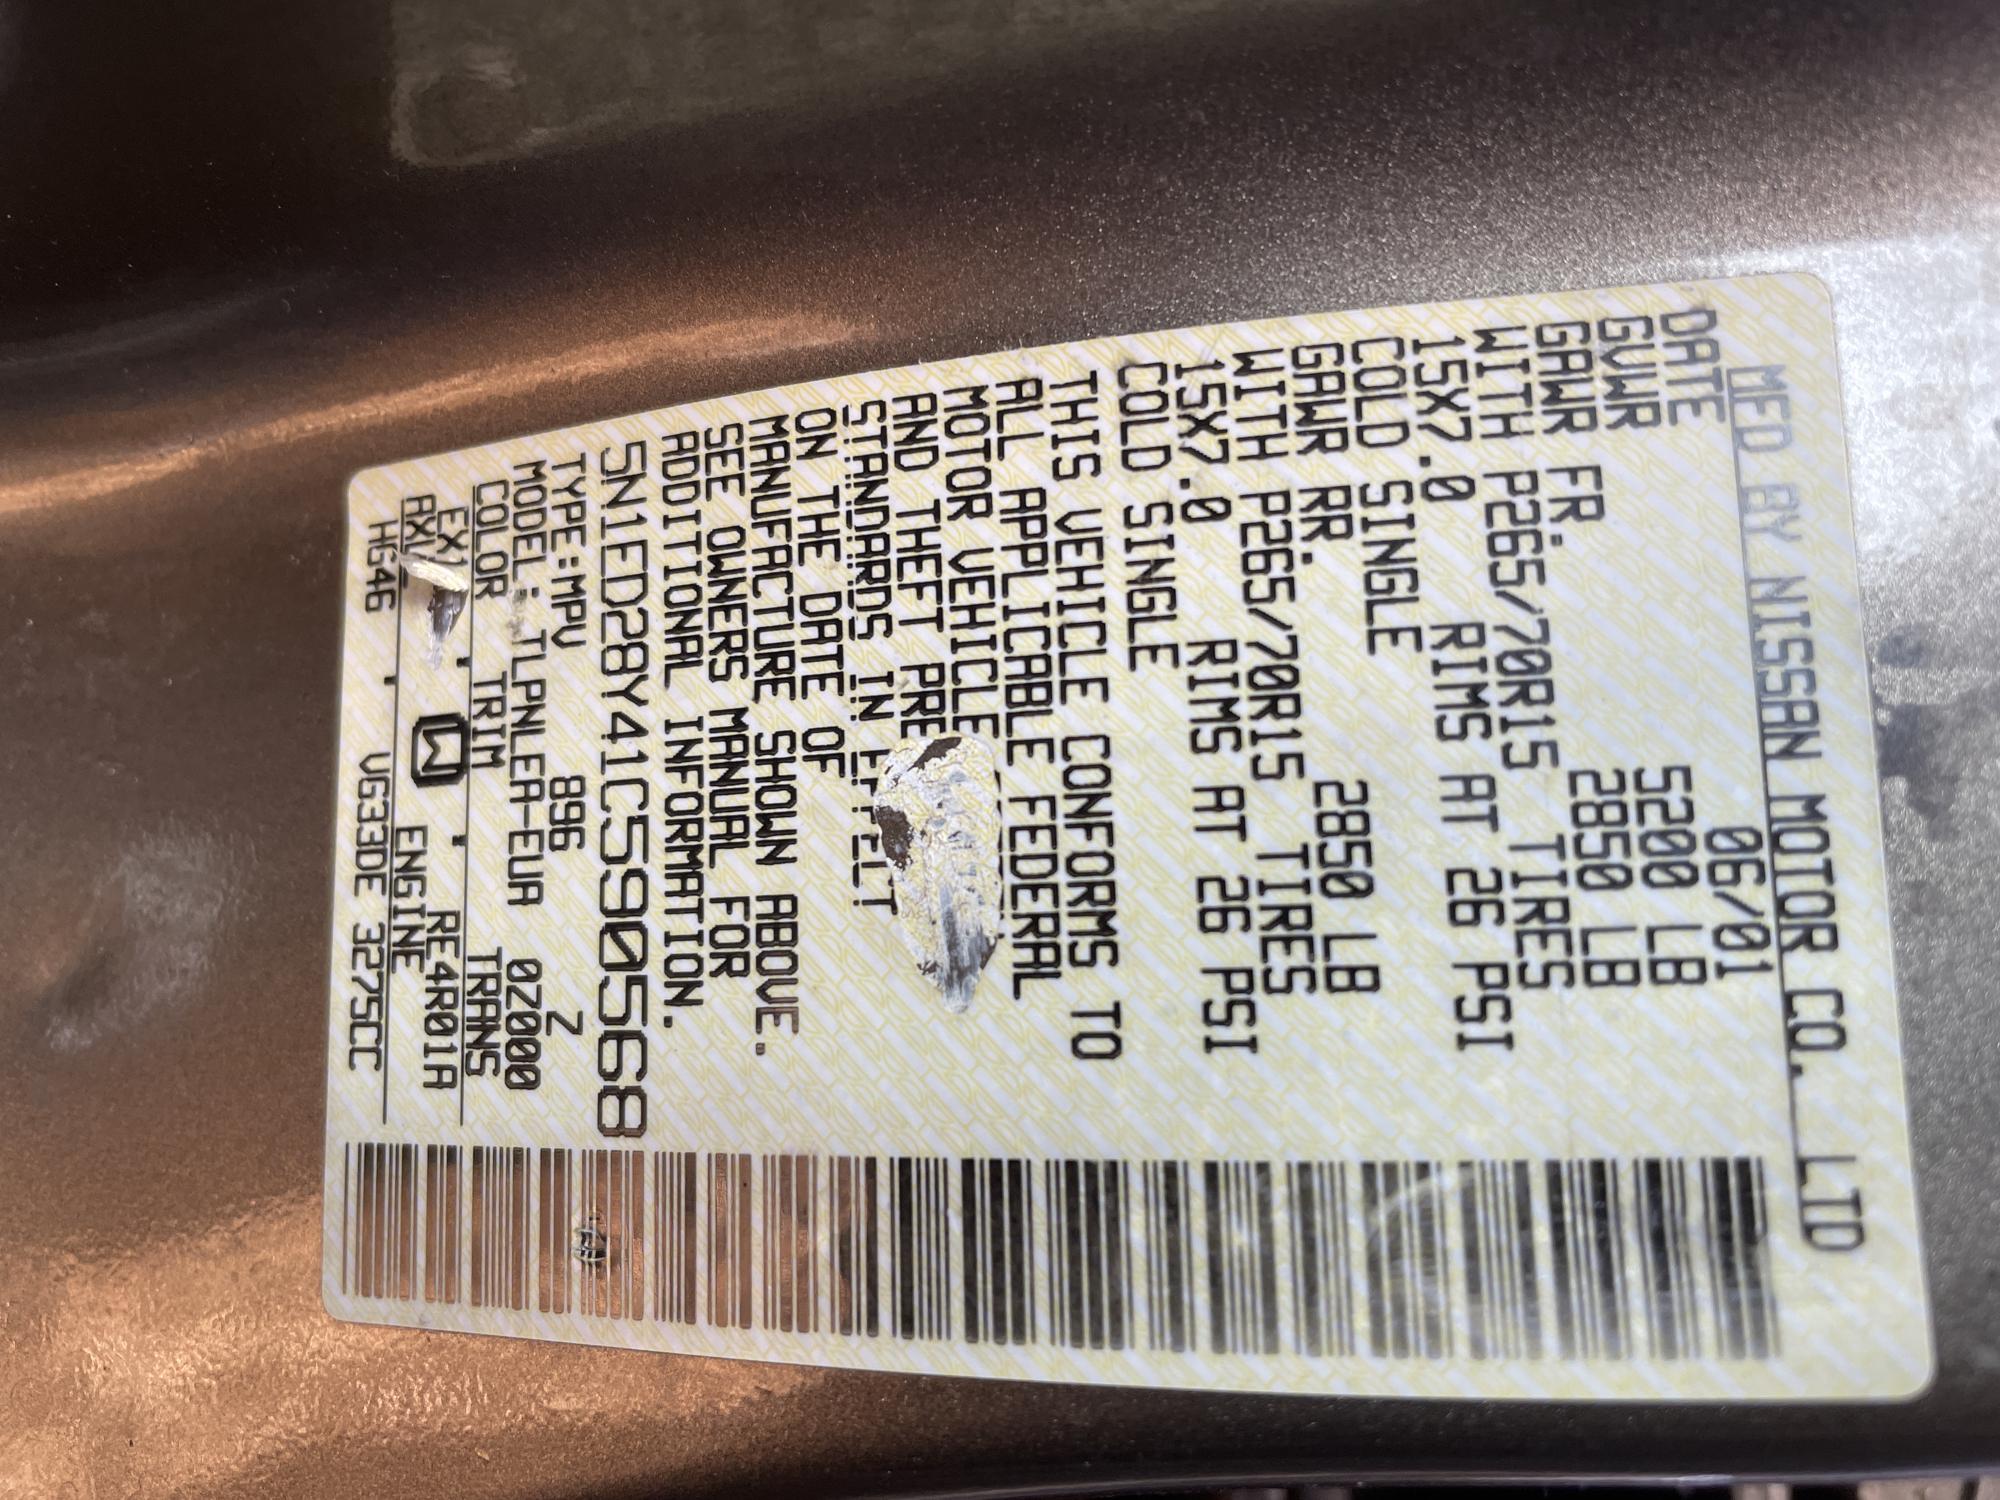 MFD BY NISSAN MOTOR CO., LTD
DATE 06/01
GVWR 5200 LB
GAWR FR. 2850 LB
WITH P265/70R15 TIRES
15X7.0 RIMS AT 26 PSI
COLD SINGLE
GAWR RR. 2850 LB
WITH P265/70R15 TIRES
15X7.0 RIMS AT 26 PSI
COLD SINGLE
THIS VEHICLE CONFORMS TO
ALL APPLICABLE FEDERAL
MOTOR VEHICLE
AND THEFT PRE
STANDARDS IN EFFECT
ON THE DATE OF
MANUFACTURE SHOWN ABOVE.
SEE OWNERS MANUAL FOR
ADDITIONAL INFORMATION.
5N1ED28Y41C590568
TYPE:MPV 896 Z
MODEL: TLPNLEA-EUA 0Z000
COLOR TRIM TRANS
EX1 W RE4R01A
ENGINE
HG46 VG33DE 3275CC